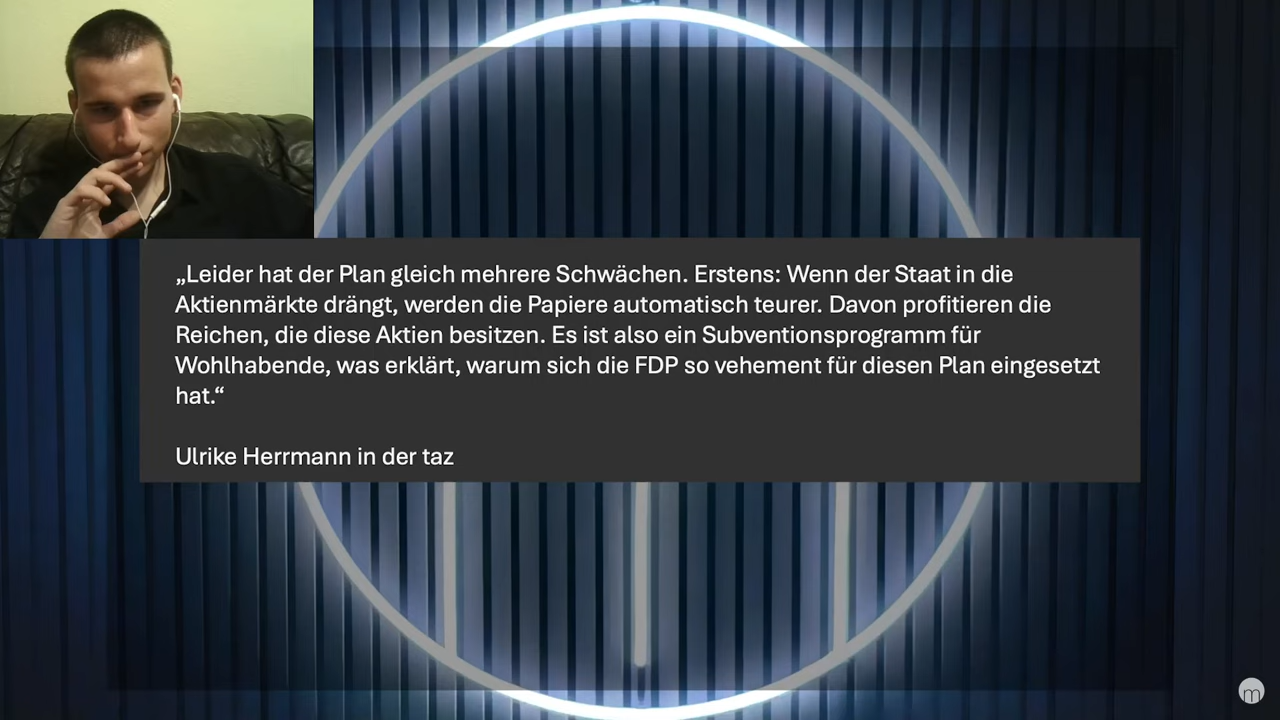 „Leider hat der Plan gleich mehrere Schwächen. Erstens: Wenn der Staat in die
Aktienmärkte drängt, werden die Papiere automatisch teurer. Davon profitieren die
Reichen, die diese Aktien besitzen. Es ist also ein Subventionsprogramm für
Wohlhabende, was erklärt, warum sich die FDP so vehement für diesen Plan eingesetzt
hat.“
Ulrike Herrmann in der taz
m